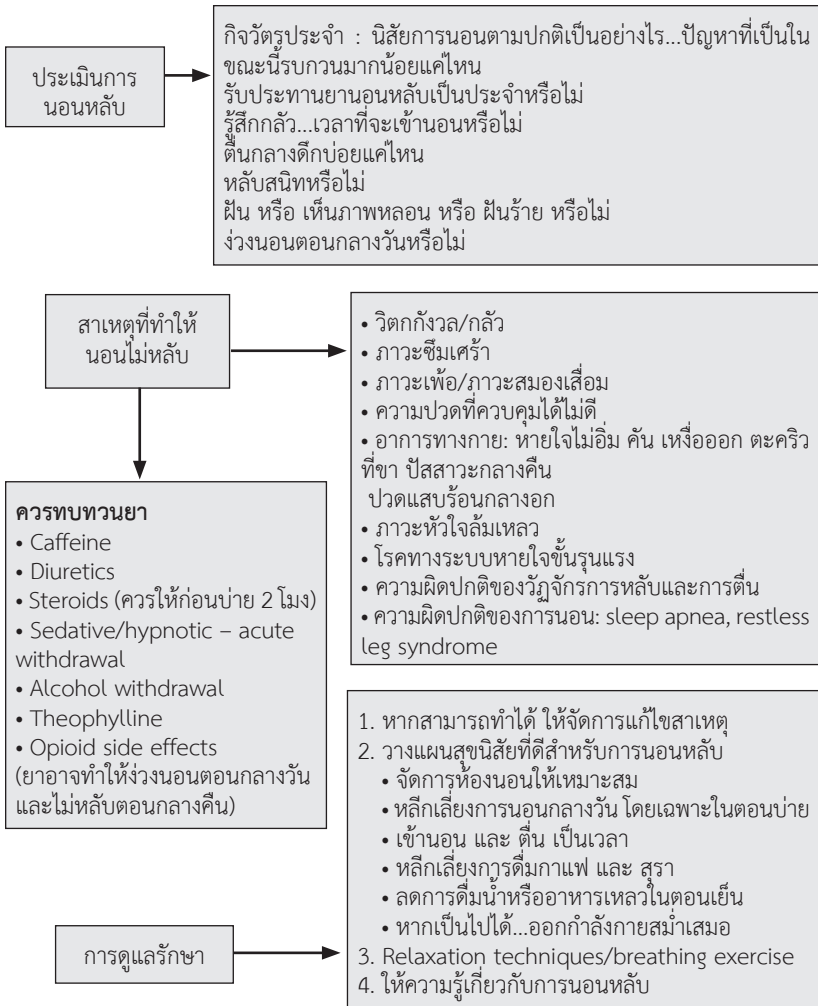 ประเมินการ
นอนหลับ
กิจวัตรประจำ : นิสัยการนอนตามปกติเป็นอย่างไร...ปัญหาที่เป็นใน
ขณะนี้รบกวนมากน้อยแค่ไหน
รับประทานยานอนหลับเป็นประจำหรือไม่
รู้สึกกลัว...เวลาที่จะเข้านอนหรือไม่
ตื่นกลางดึกบ่อยแค่ไหน
หลับสนิทหรือไม่
ฝัน หรือ เห็นภาพหลอน หรือ ฝันร้าย หรือไม่
ง่วงนอนตอนกลางวันหรือไม่
สาเหตุที่ทำให้
นอนไม่หลับ
• วิตกกังวล/กลัว
• ภาวะซึมเศร้า
• ภาวะเพ้อ/ภาวะสมองเสื่อม
• ความปวดที่ควบคุมได้ไม่ดี
• อาการทางกาย: หายใจไม่อิ่ม คัน เหงื่อออก ตะคริว
ที่ขา ปัสสาวะกลางคืน
ปวดแสบร้อนกลางอก
• ภาวะหัวใจล้มเหลว
• โรคทางระบบหายใจขั้นรุนแรง
• ความผิดปกติของวัฏจักรการหลับและการตื่น
• ความผิดปกติของการนอน: sleep apnea, restless
leg syndrome
ควรทบทวนยา
• Caffeine
• Diuretics
• Steroids (ควรให้ก่อนบ่าย 2 โมง)
• Sedative/hypnotic – acute
withdrawal
• Alcohol withdrawal
• Theophylline
• Opioid side effects
(ยาอาจทำให้ง่วงนอนตอนกลางวัน
และไม่หลับตอนกลางคืน)
การดูแลรักษา
1. หากสามารถทำได้ ให้จัดการแก้ไขสาเหตุ
2. วางแผนสุขนิสัยที่ดีสำหรับการนอนหลับ
• จัดการห้องนอนให้เหมาะสม
• หลีกเลี่ยงการนอนกลางวัน โดยเฉพาะในตอนบ่าย
• เข้านอน และ ตื่น เป็นเวลา
• หลีกเลี่ยงการดื่มกาแฟ และ สุรา
• ลดการดื่มน้ำหรืออาหารเหลวในตอนเย็น
• หากเป็นไปได้...ออกกำลังกายสม่ำเสมอ
3. Relaxation techniques/breathing exercise
4. ให้ความรู้เกี่ยวกับการนอนหลับ